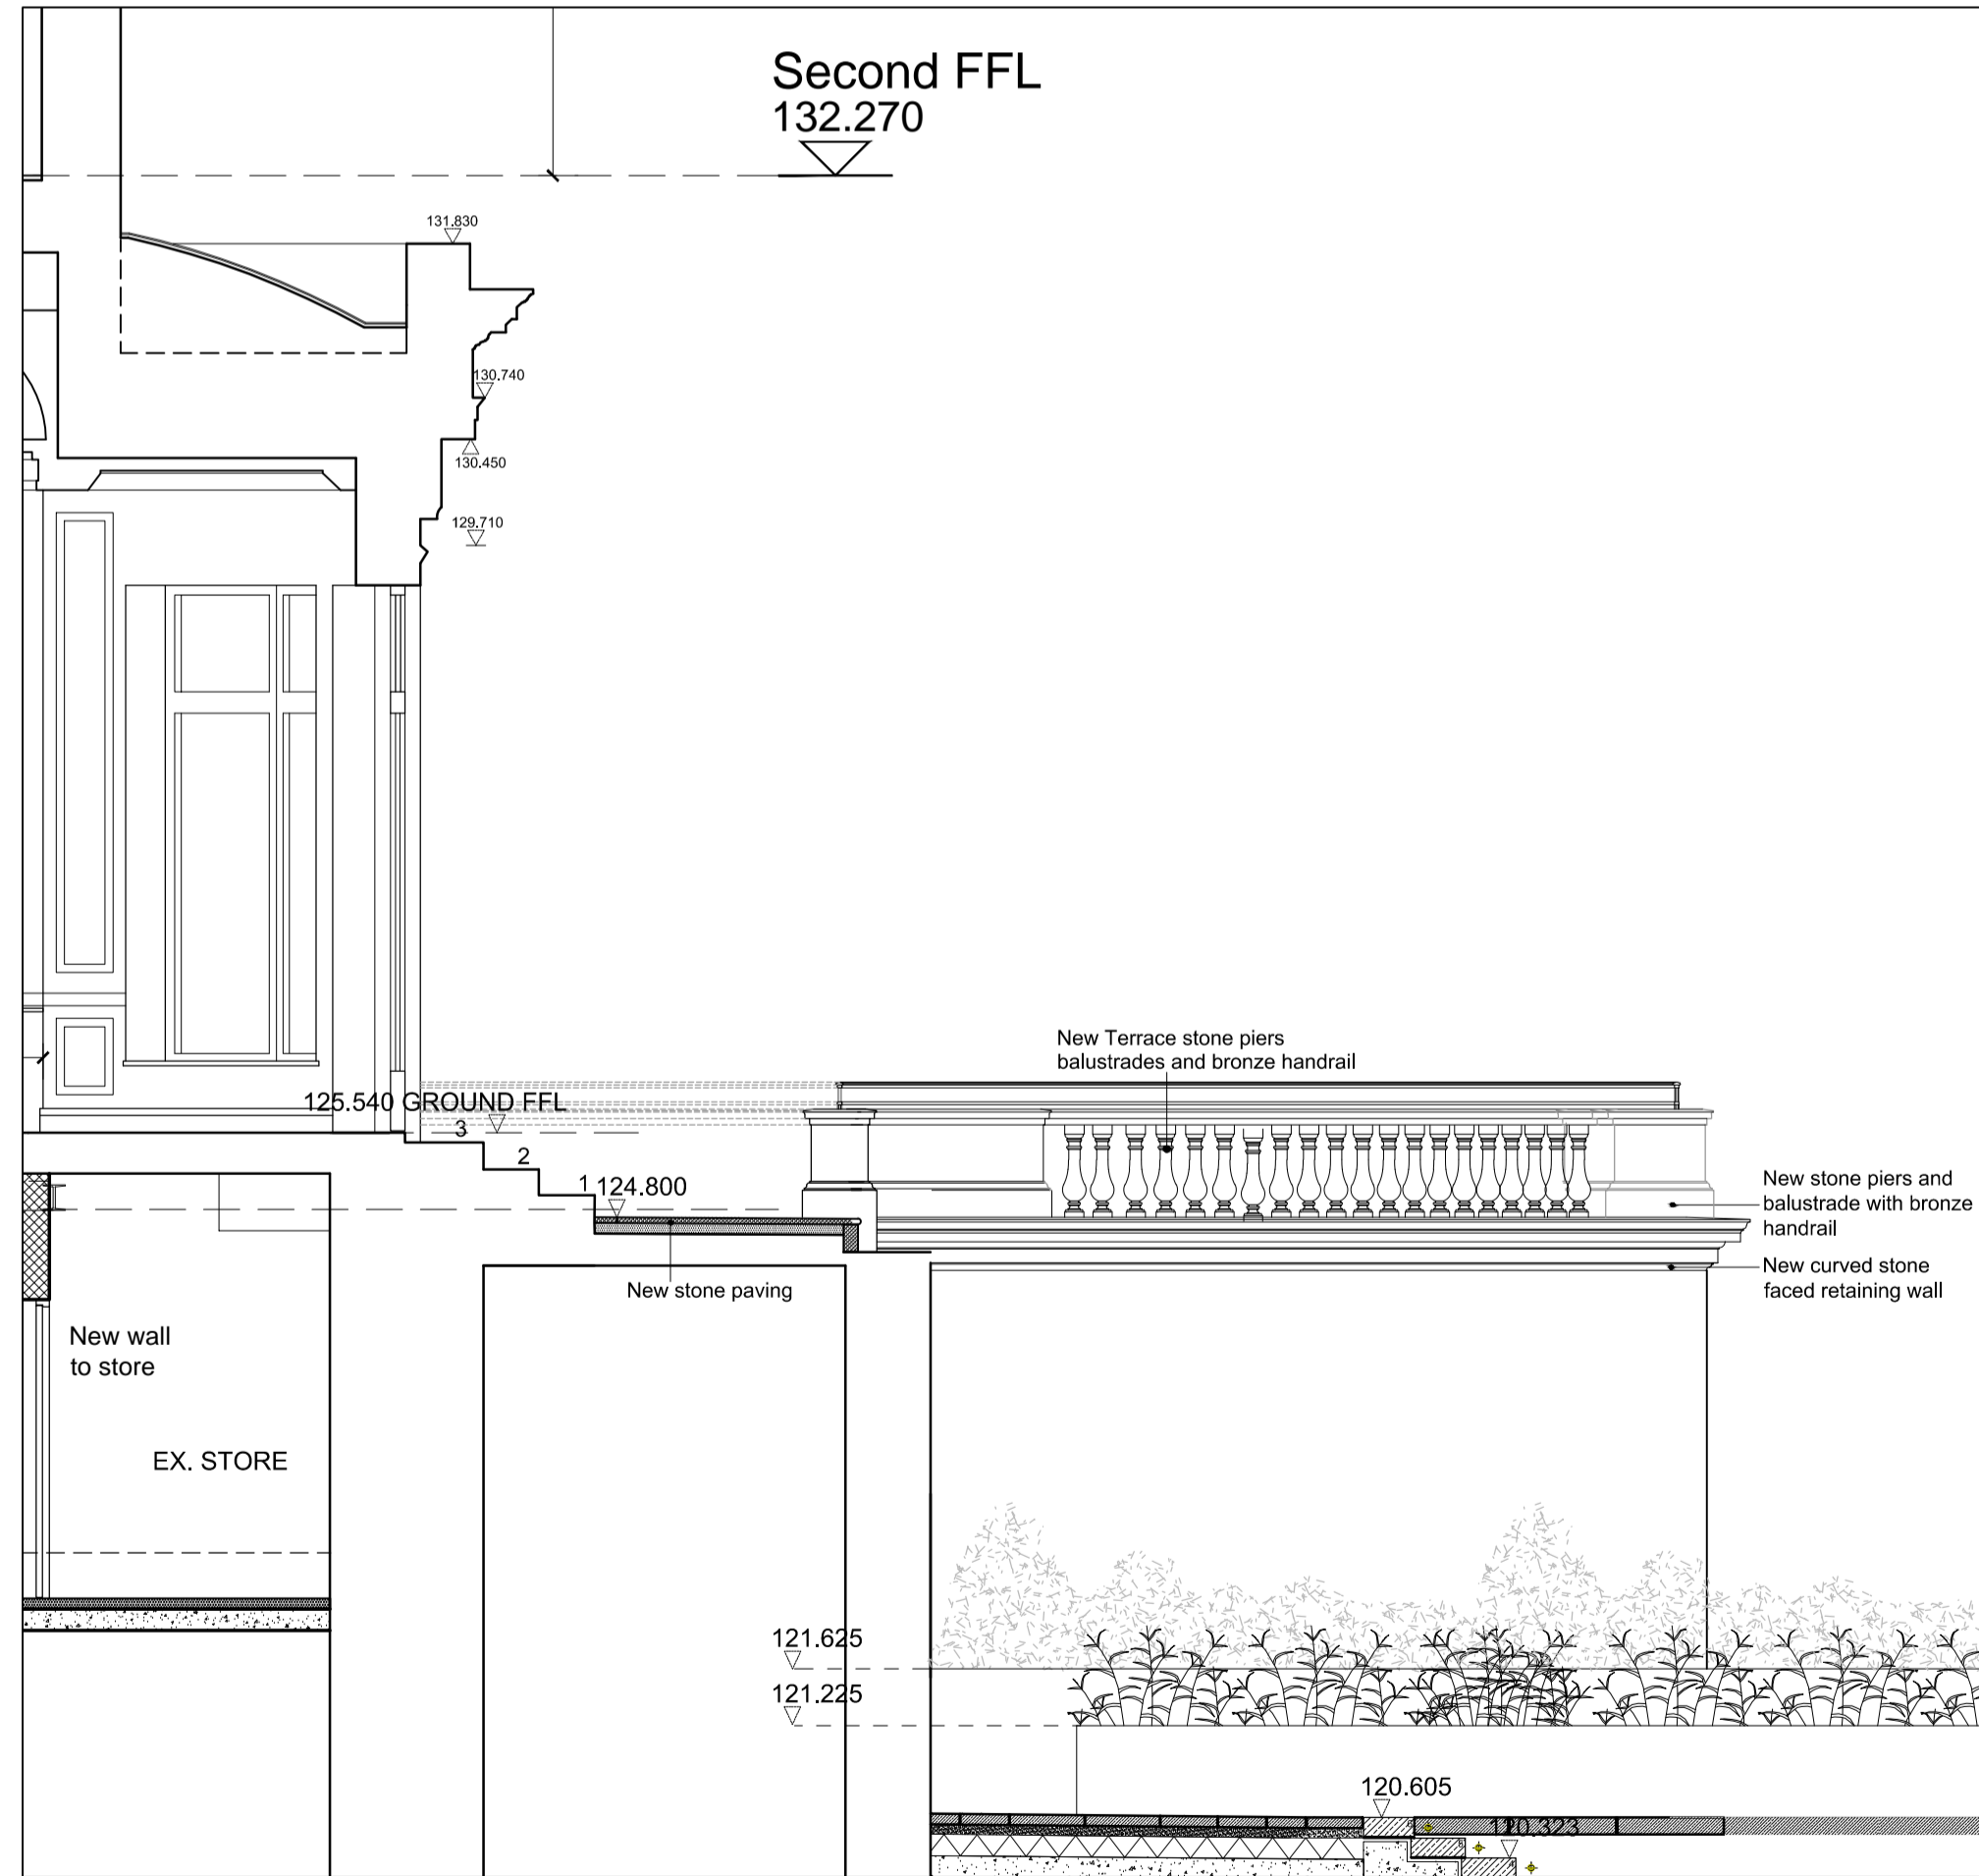 Second FFL
132.270
131.830
130.740
130.450
129.710
New Terrace stone piers
balustrades and bronze handrail
125.540 GROUND FFL
3
2
1
124.800
New stone piers and
balustrade with bronze
handrail
New stone paving
New curved stone
faced retaining wall
New wall
to store
EX. STORE
121.625
121.225
120.605